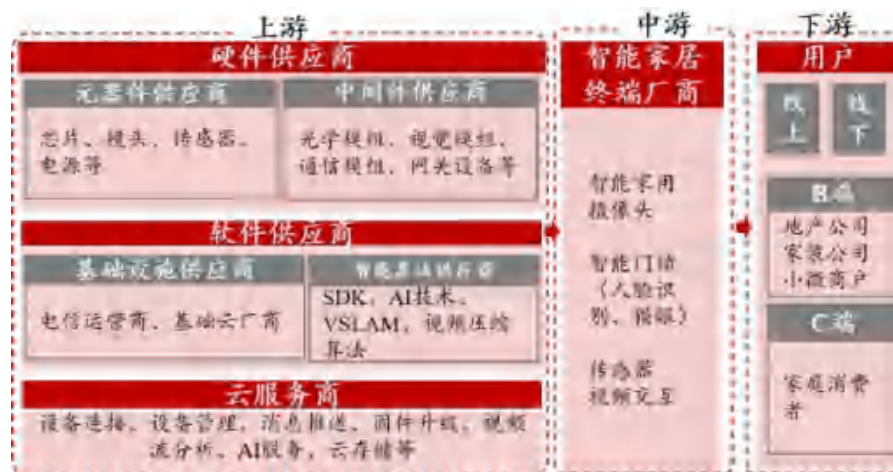 上游
硬件供应商
元器件供应商
芯片、镜头、传感器、
电源等
中间件供应商
光学模组、视觉模组、
通信模组、网关设备等
软件供应商
基础设施供应商
电信运营商、基础云厂商
智能算法供应商
SDK、AI技术、
VSLAM、视频压缩
算法
云服务商
设备连接、设备管理、消息推送、固件升级、视频
流分析、AI服务、云存储等
中游
智能家居
终端厂商
智能家用
摄像头
智能门锁
（人脸识
别、猫眼）
传感器
视频交互
下游
用户
线上
线下
B端
地产公司
家装公司
小微商户
C端
家庭消费
者